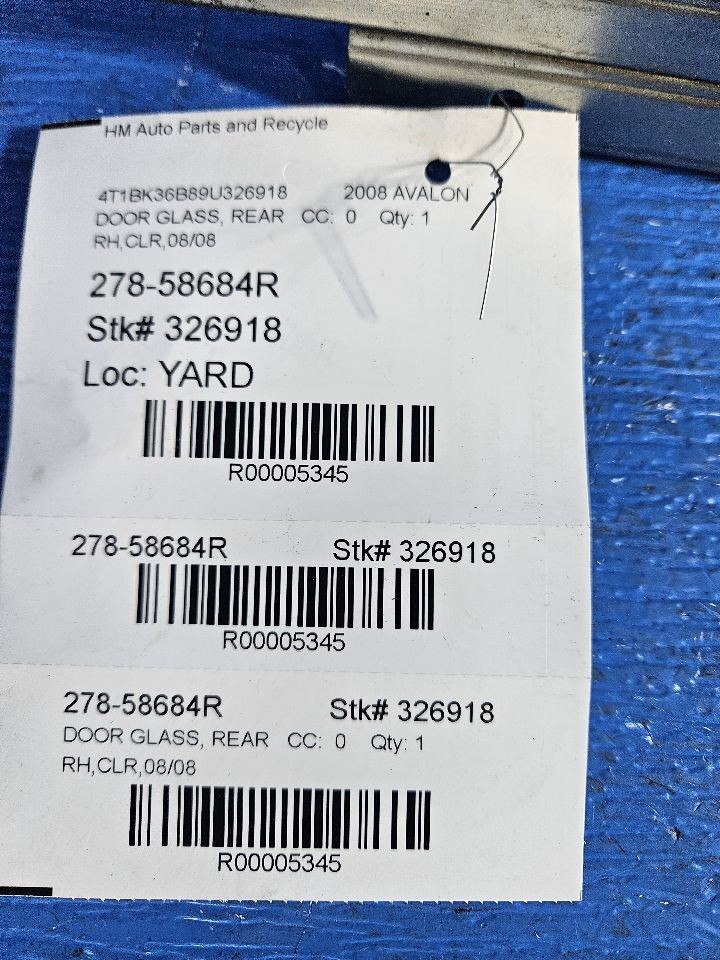 HM Auto Parts and Recycle
4T1BK36B89U326918 2008 AVALON
DOOR GLASS, REAR CC: 0 Qty: 1
RH,CLR,08/08
278-58684R
Stk# 326918
Loc: YARD
R00005345
278-58684R Stk# 326918
R00005345
278-58684R Stk# 326918
DOOR GLASS, REAR CC: 0 Qty: 1
RH,CLR,08/08
R00005345